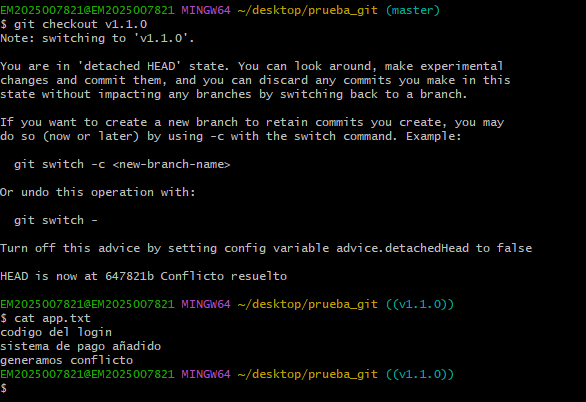 EM2025007821@EM2025007821 MINGW64 ~/desktop/prueba_git (master)
$ git checkout v1.1.0
Note: switching to 'v1.1.0'.
You are in 'detached HEAD' state. You can look around, make experimental
changes and commit them, and you can discard any commits you make in this
state without impacting any branches by switching back to a branch.
If you want to create a new branch to retain commits you create, you may
do so (now or later) by using -c with the switch command. Example:
git switch -c <new-branch-name>
Or undo this operation with:
git switch -
Turn off this advice by setting config variable advice.detachedHead to false
HEAD is now at 647821b Conflicto resuelto
EM2025007821@EM2025007821 MINGW64 ~/desktop/prueba_git ((v1.1.0))
$ cat app.txt
codigo del login
sistema de pago añadido
generamos conflicto
EM2025007821@EM2025007821 MINGW64 ~/desktop/prueba_git ((v1.1.0))
$